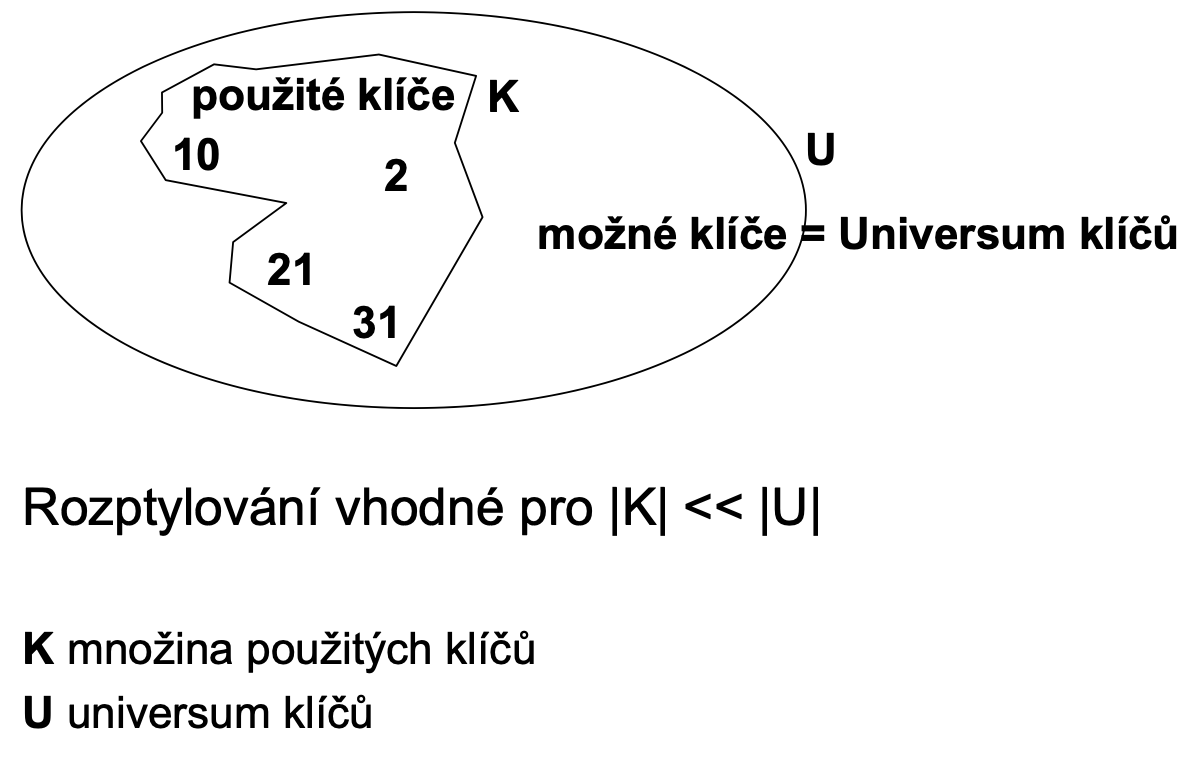 použité klíče K
U
10
2
možné klíče = Universum klíčů
21
31
Rozptylování vhodné pro |K| << |U|
K množina použitých klíčů
U universum klíčů